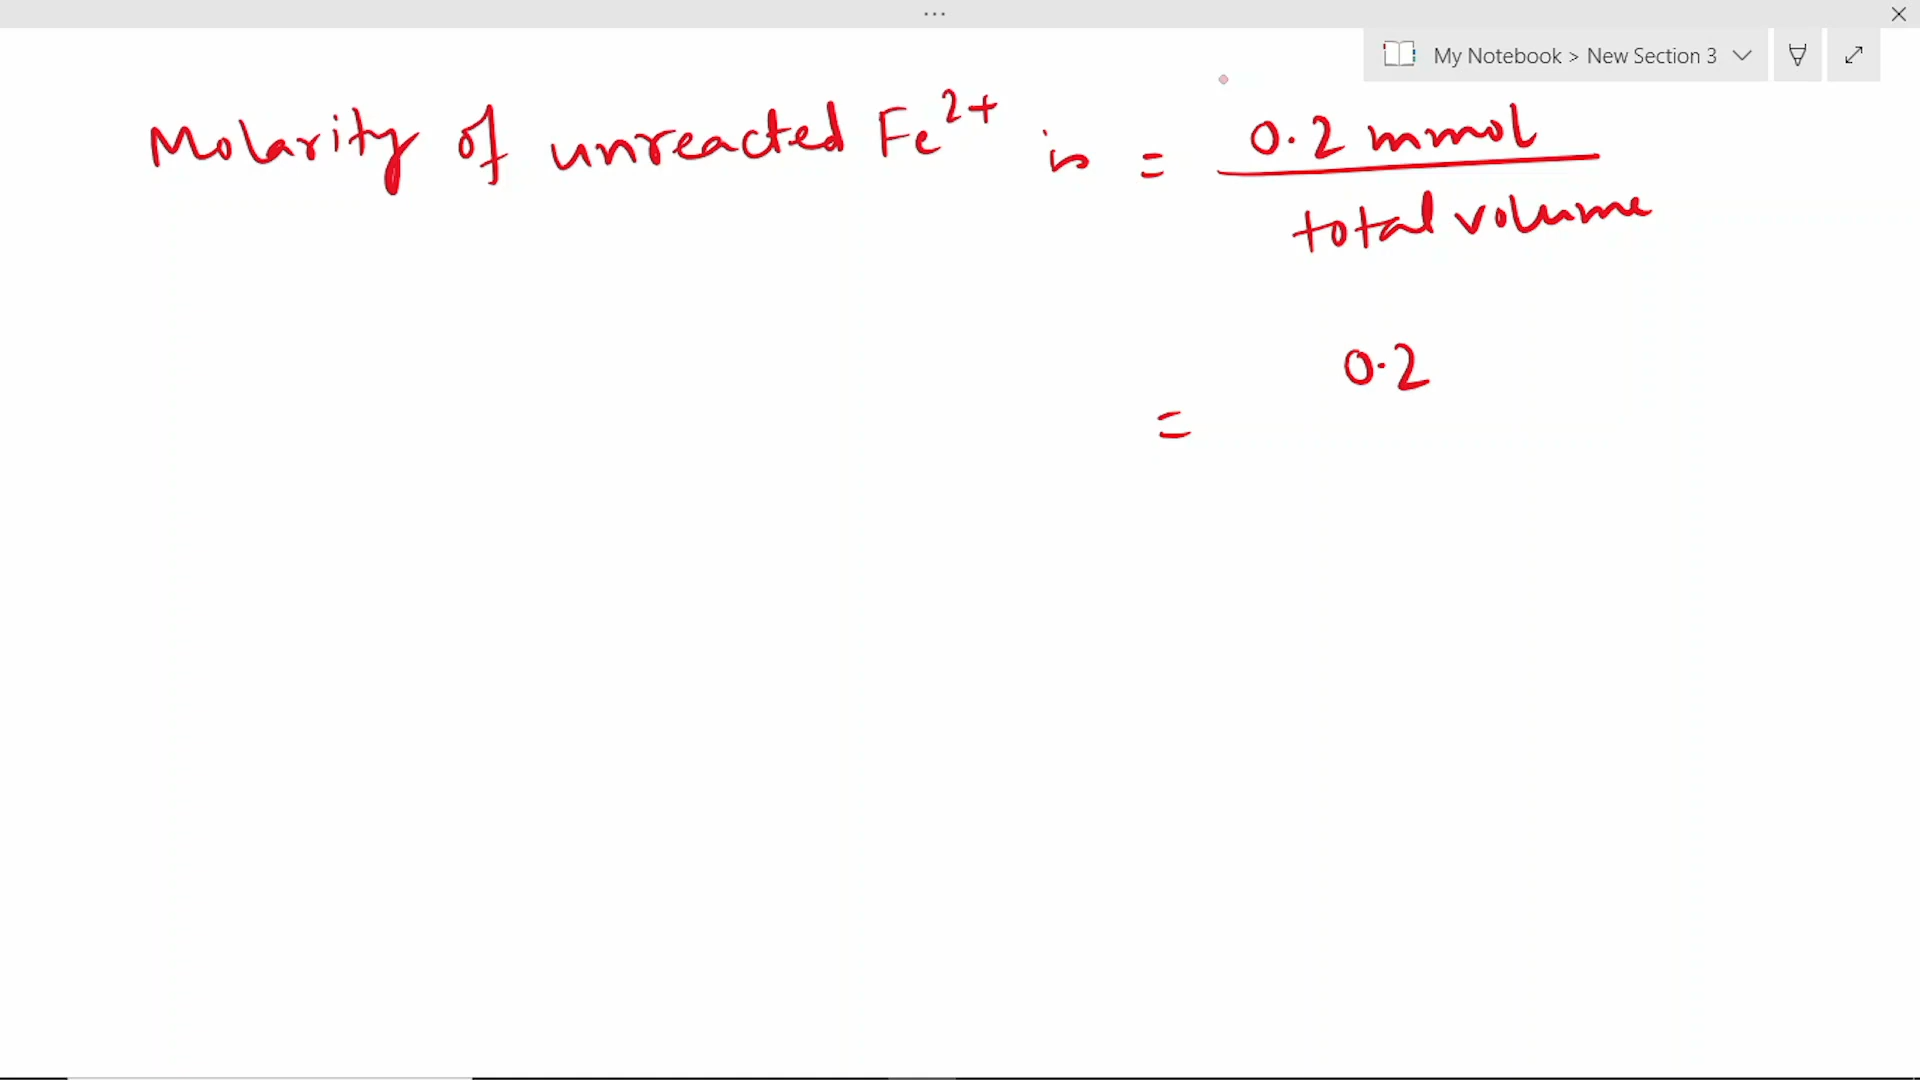 My Notebook > New Section 3
Molarity of unreacted Fe²⁺ is = 0.2 mmol
total volume
= 0.2